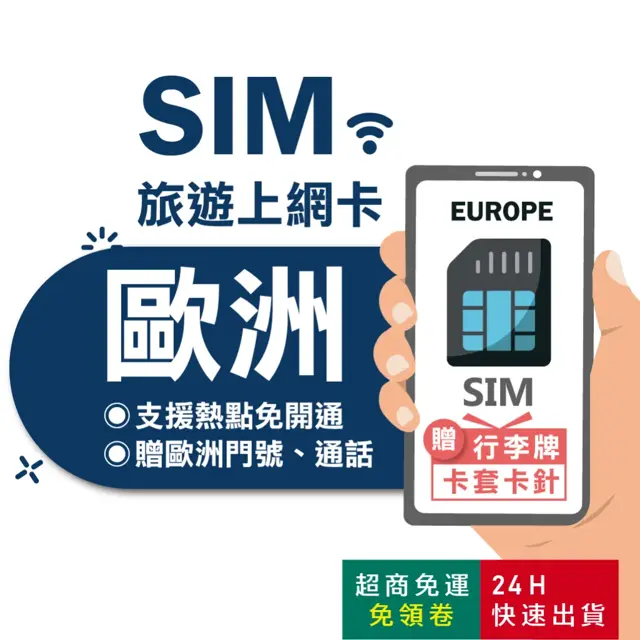 SIM
旅遊上網卡
歐洲
支援熱點免開通
贈歐洲門號、通話
EUROPE
SIM
贈 行李牌
卡套卡針
超商免運
免領卷
24H
快速出貨